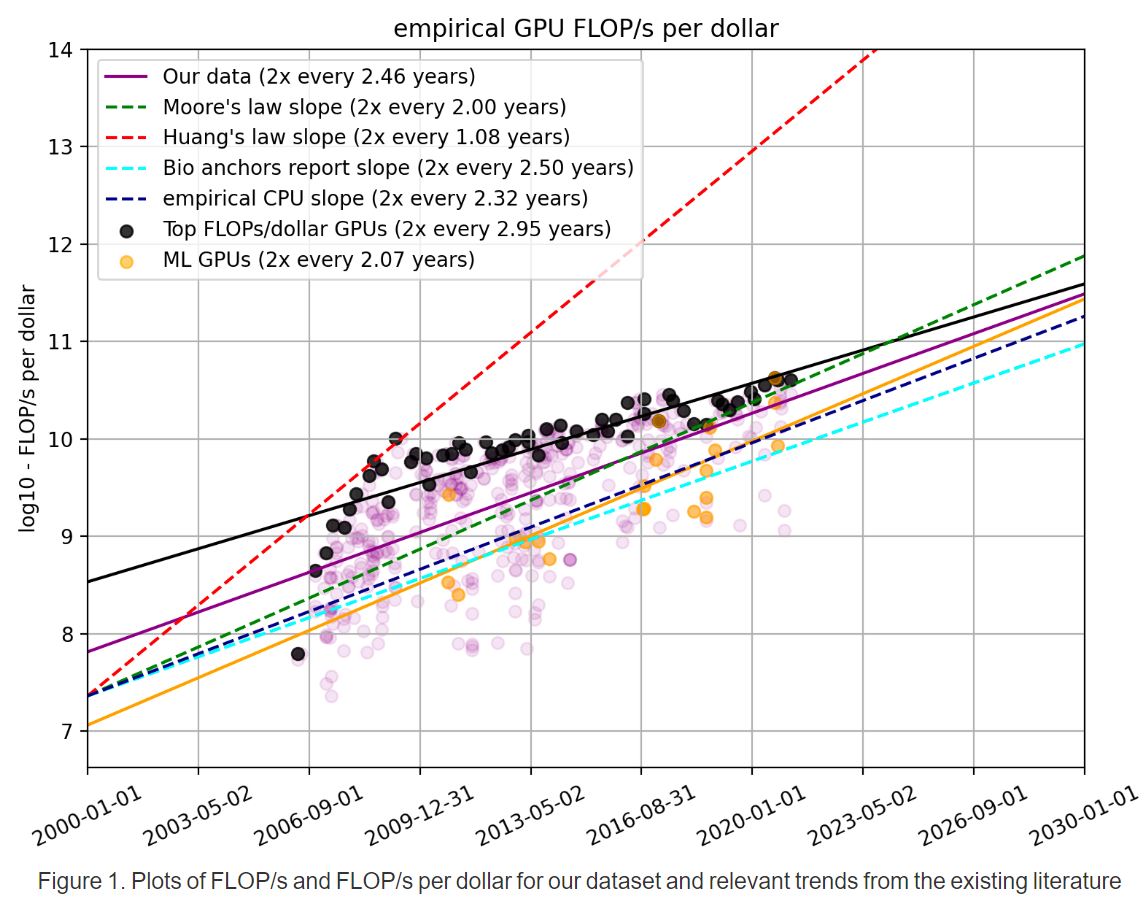 empirical GPU FLOP/s per dollar
14
13
12
11
10
9
8
7
log10 - FLOP/s per dollar
Our data (2x every 2.46 years)
Moore's law slope (2x every 2.00 years)
Huang's law slope (2x every 1.08 years)
Bio anchors report slope (2x every 2.50 years)
empirical CPU slope (2x every 2.32 years)
Top FLOPs/dollar GPUs (2x every 2.95 years)
ML GPUs (2x every 2.07 years)
2000-01-01
2003-05-02
2006-09-01
2009-12-31
2013-05-02
2016-08-31
2020-01-01
2023-05-02
2026-09-01
2030-01-01
Figure 1. Plots of FLOP/s and FLOP/s per dollar for our dataset and relevant trends from the existing literature